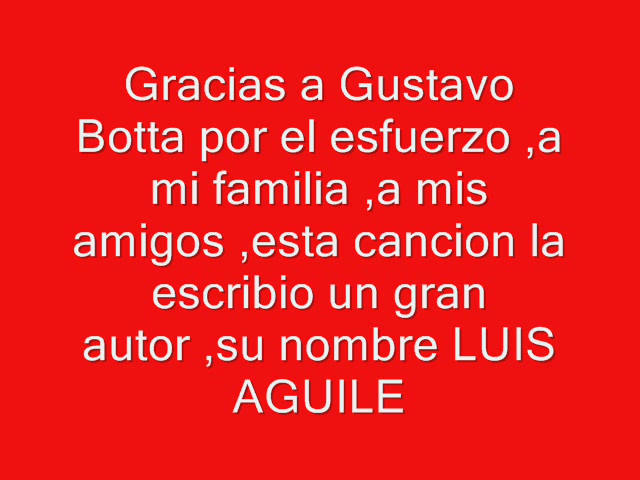 Gracias a Gustavo
Botta por el esfuerzo ,a
mi familia ,a mis
amigos ,esta cancion la
escribio un gran
autor ,su nombre LUIS
AGUILE